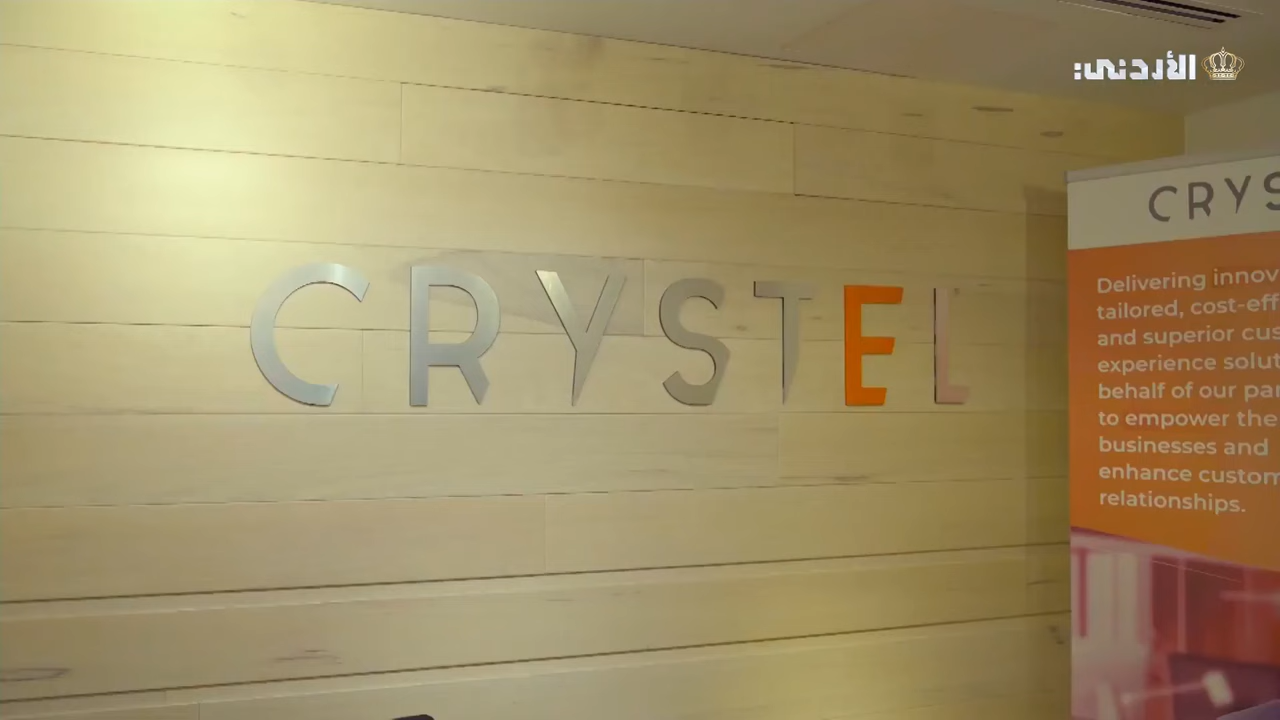 الأردني:
CRYSTEL
CRYS
Delivering innov
tailored, cost-eff
and superior cus
experience solut
behalf of our par
to empower the
businesses and
enhance custom
relationships.